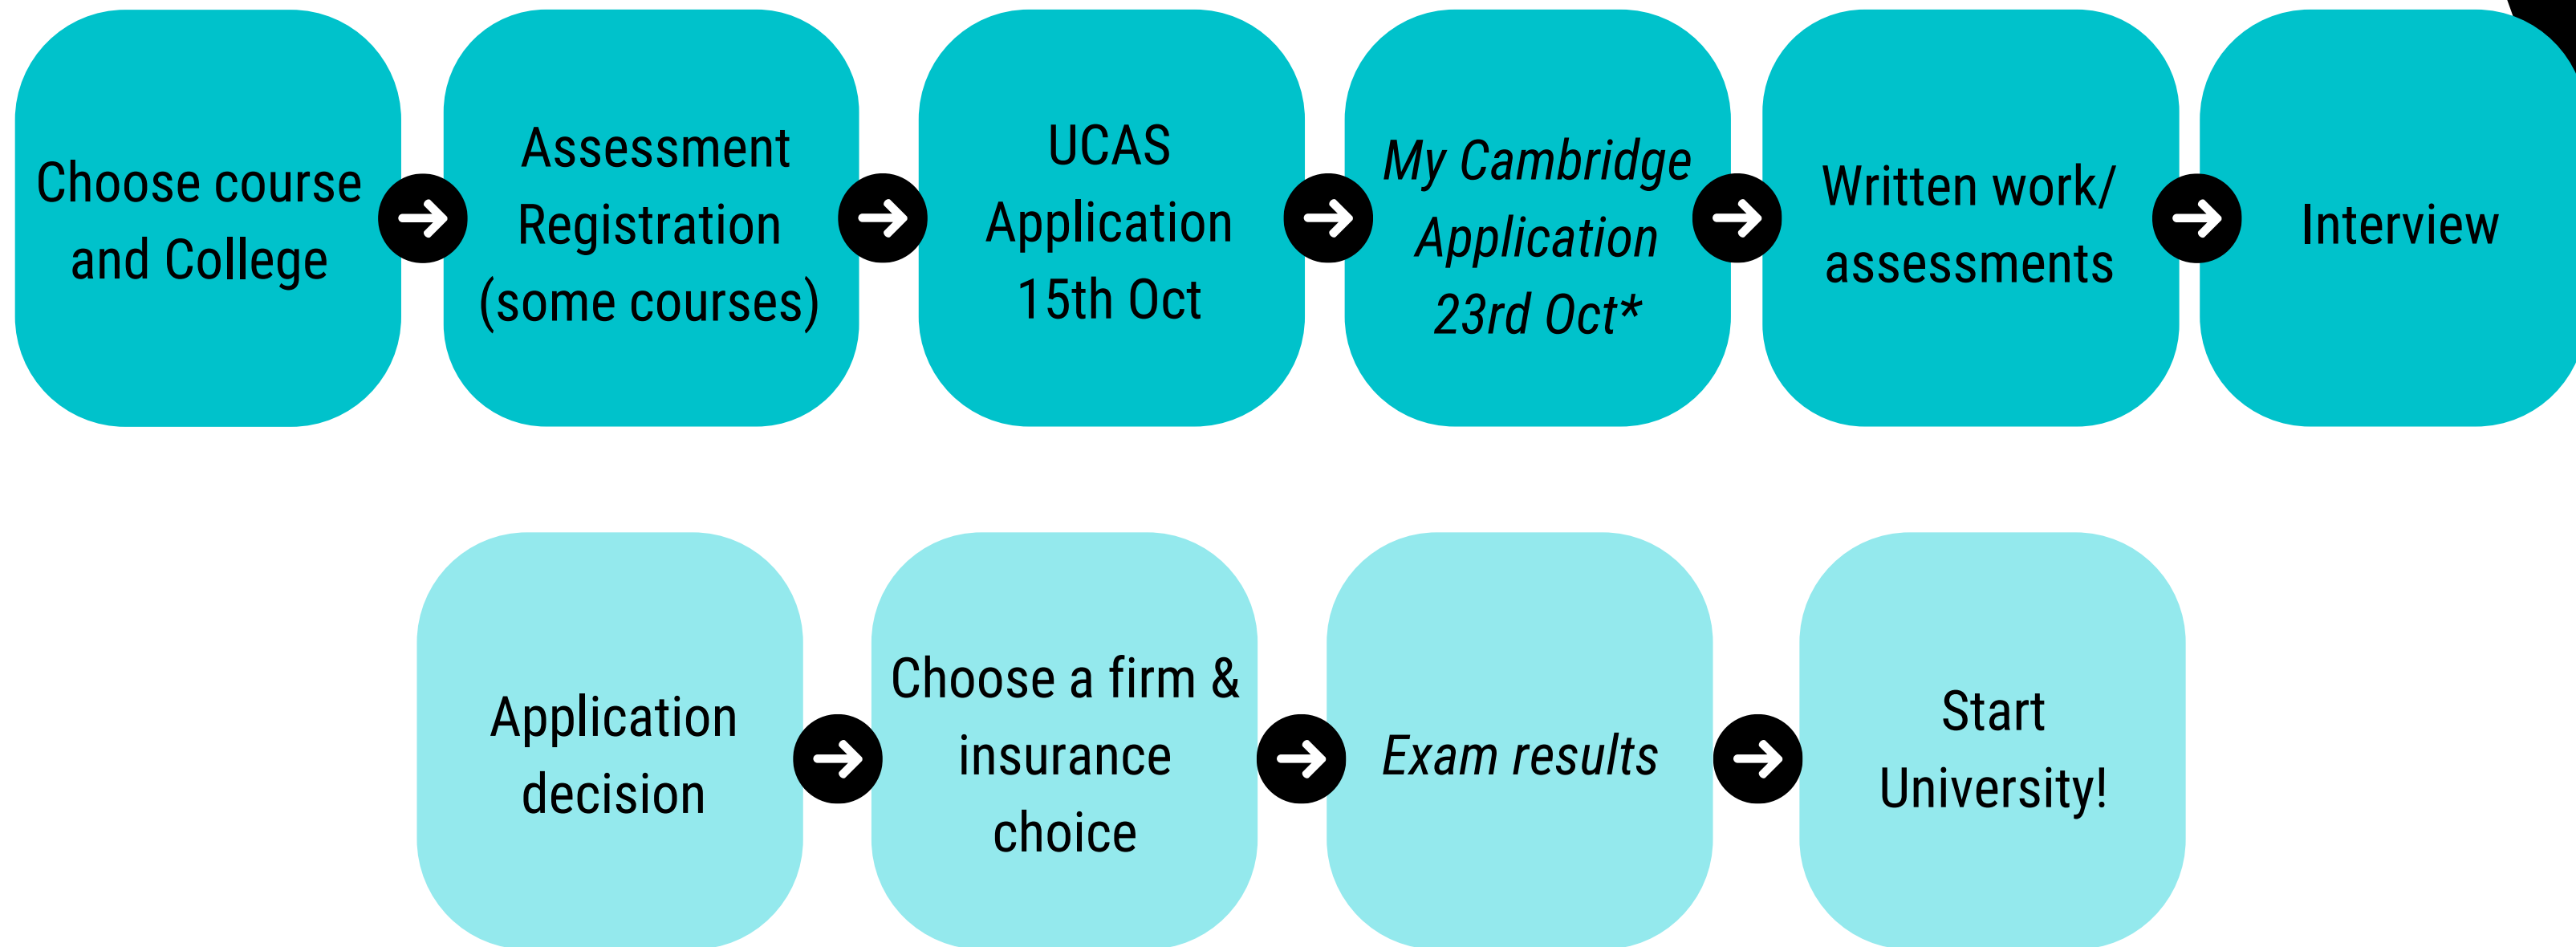 Choose course
and College
Assessment
Registration
(some courses)
UCAS
Application
15th Oct
My Cambridge
Application
23rd Oct*
Written work/
assessments
Interview
Application
decision
Choose a firm &
insurance
choice
Exam results
Start
University!